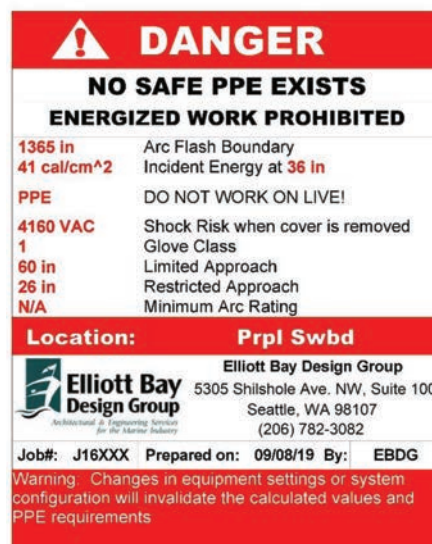 DANGER
NO SAFE PPE EXISTS
ENERGIZED WORK PROHIBITED
1365 in Arc Flash Boundary
41 cal/cm^2 Incident Energy at 36 in
PPE DO NOT WORK ON LIVE!
4160 VAC Shock Risk when cover is removed
1 Glove Class
60 in Limited Approach
26 in Restricted Approach
N/A Minimum Arc Rating
Location: Prpl Swbd
Elliott Bay
Design Group
Architectural & Engineering Services
for the Marine Industry
Elliott Bay Design Group
5305 Shilshole Ave. NW, Suite 100
Seattle, WA 98107
(206) 782-3082
Job#: J16XXX Prepared on: 09/08/19 By: EBDG
Warning: Changes in equipment settings or system
configuration will invalidate the calculated values and
PPE requirements